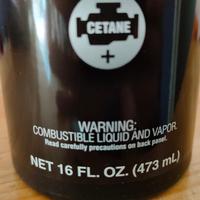 CETANE
+
WARNING:
COMBUSTIBLE LIQUID AND VAPOR.
Read carefully precautions on back panel.
NET 16 FL. OZ. (473 mL)